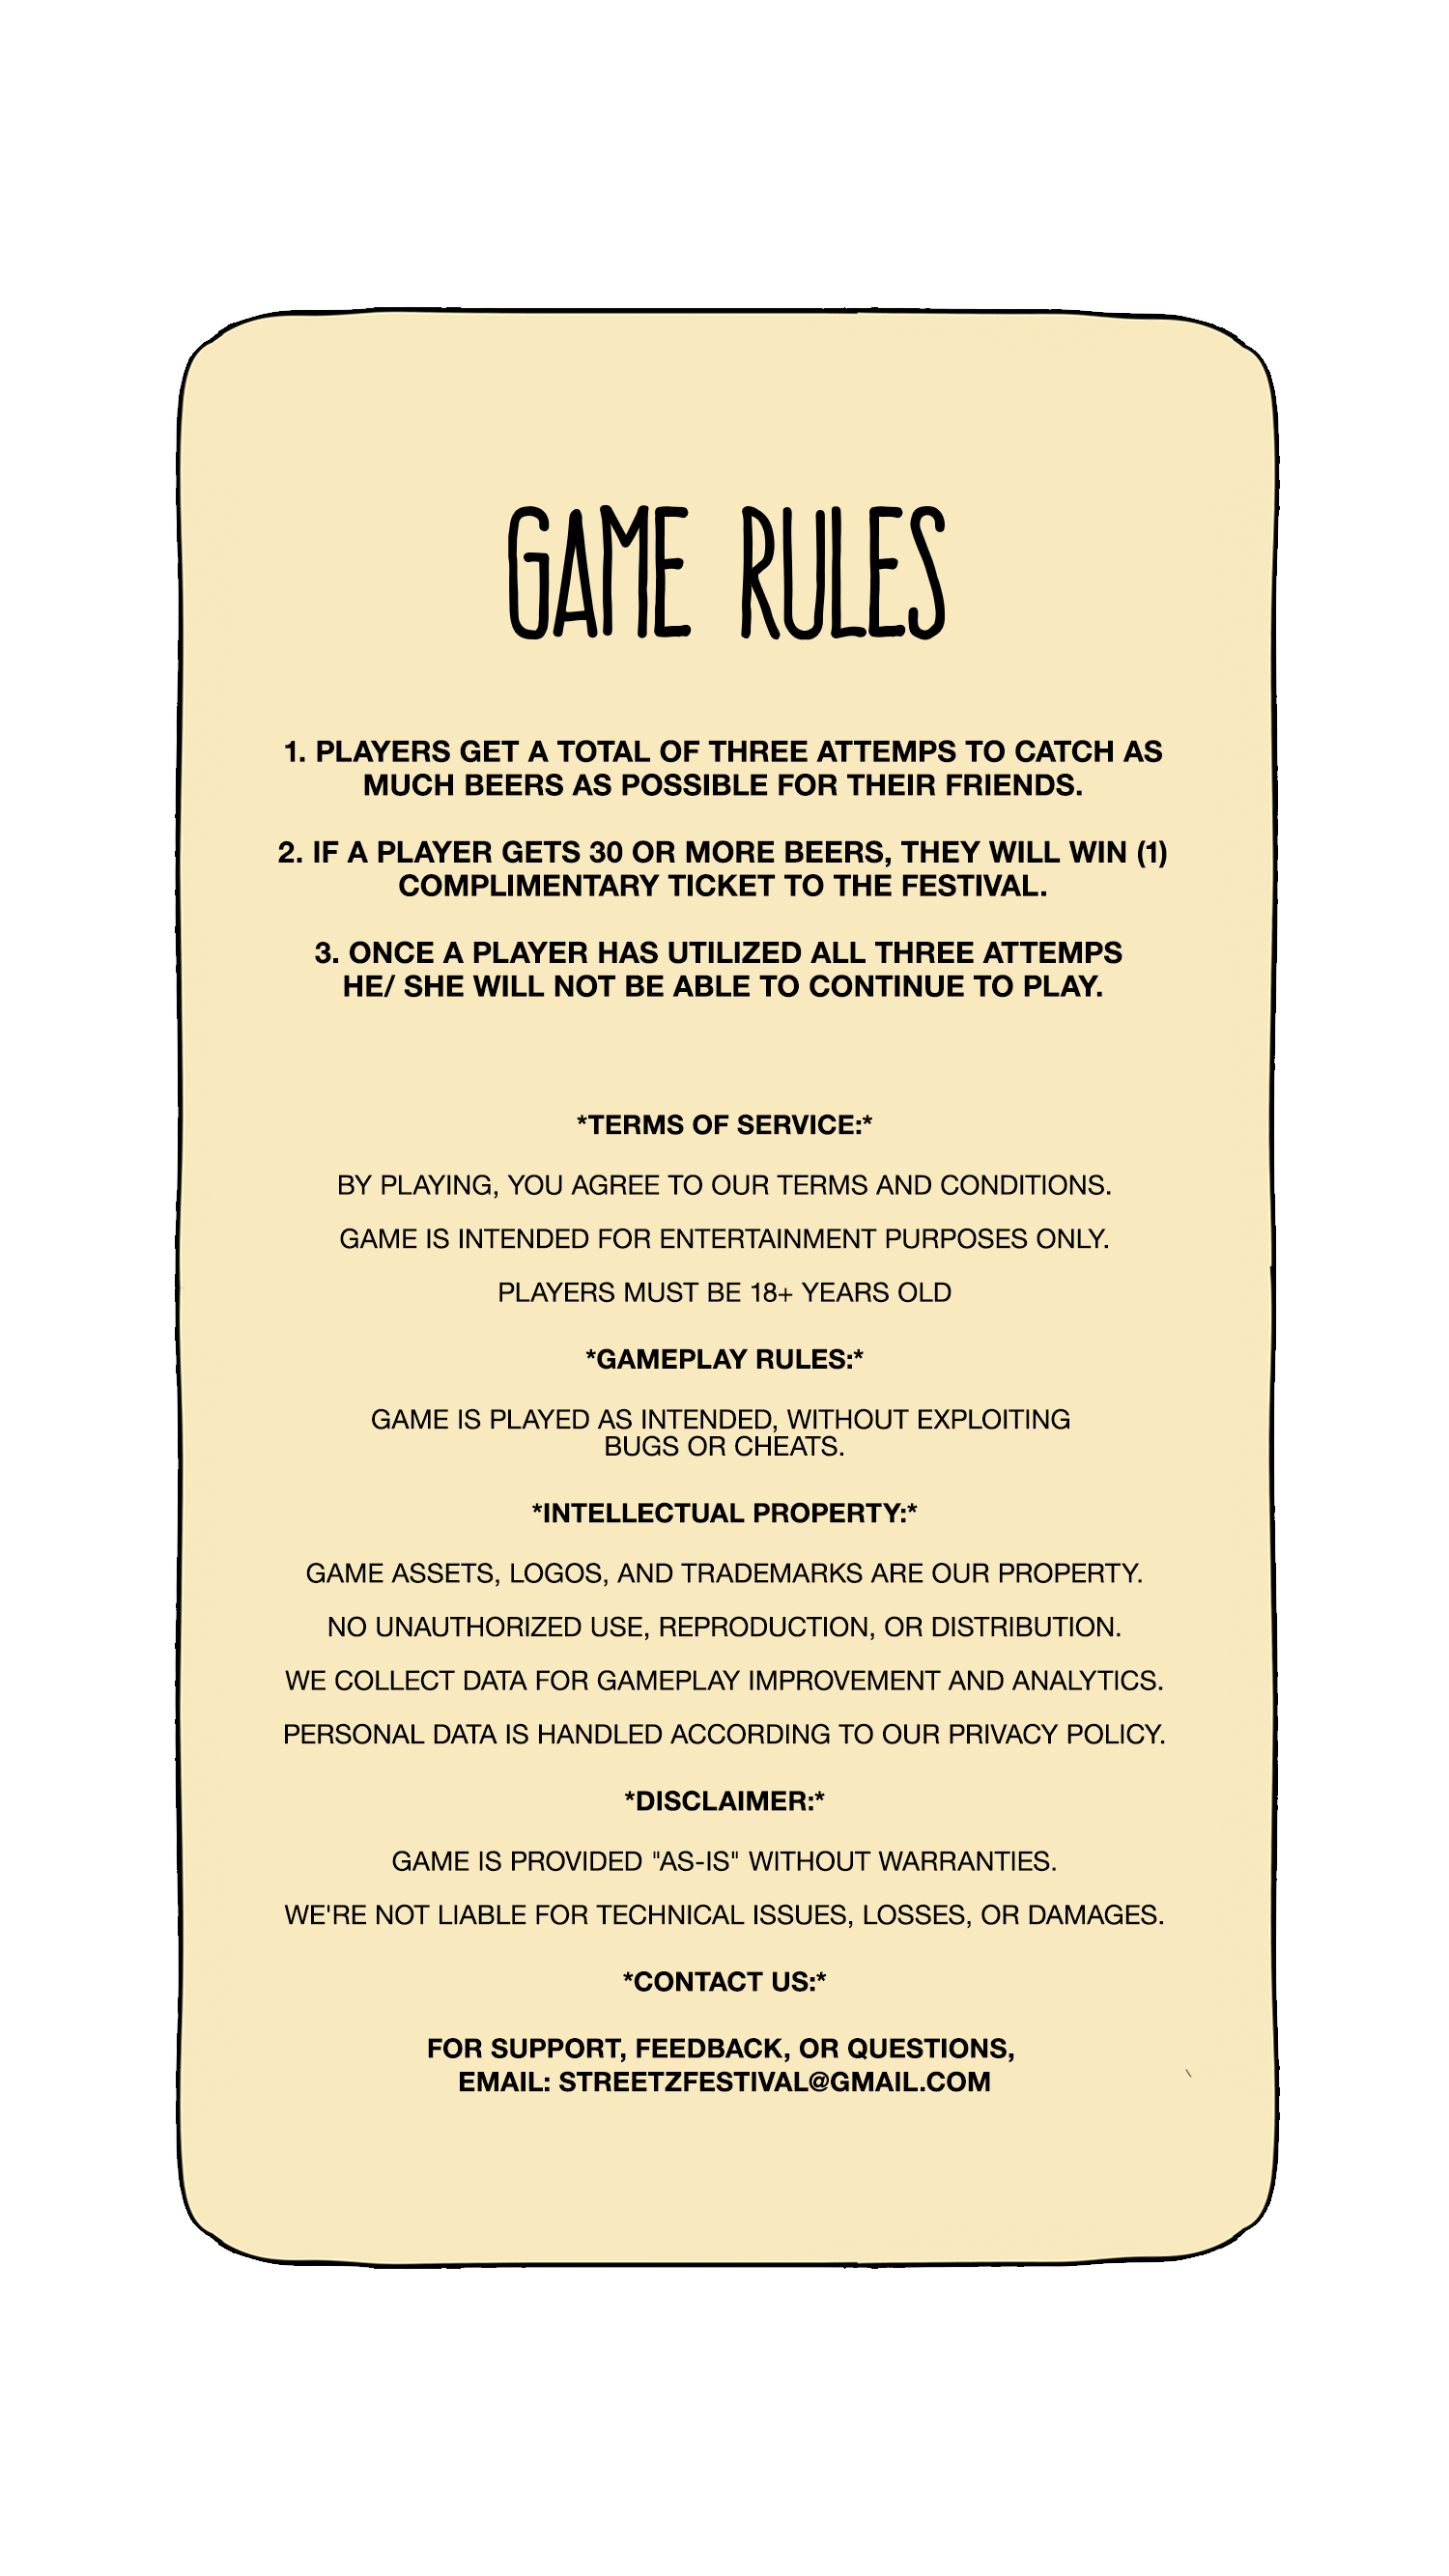 GAME RULES
1. PLAYERS GET A TOTAL OF THREE ATTEMPS TO CATCH AS
MUCH BEERS AS POSSIBLE FOR THEIR FRIENDS.
2. IF A PLAYER GETS 30 OR MORE BEERS, THEY WILL WIN (1)
COMPLIMENTARY TICKET TO THE FESTIVAL.
3. ONCE A PLAYER HAS UTILIZED ALL THREE ATTEMPS
HE/ SHE WILL NOT BE ABLE TO CONTINUE TO PLAY.
*TERMS OF SERVICE:*
BY PLAYING, YOU AGREE TO OUR TERMS AND CONDITIONS.
GAME IS INTENDED FOR ENTERTAINMENT PURPOSES ONLY.
PLAYERS MUST BE 18+ YEARS OLD
*GAMEPLAY RULES:*
GAME IS PLAYED AS INTENDED, WITHOUT EXPLOITING
BUGS OR CHEATS.
*INTELLECTUAL PROPERTY:*
GAME ASSETS, LOGOS, AND TRADEMARKS ARE OUR PROPERTY.
NO UNAUTHORIZED USE, REPRODUCTION, OR DISTRIBUTION.
WE COLLECT DATA FOR GAMEPLAY IMPROVEMENT AND ANALYTICS.
PERSONAL DATA IS HANDLED ACCORDING TO OUR PRIVACY POLICY.
*DISCLAIMER:*
GAME IS PROVIDED "AS-IS" WITHOUT WARRANTIES.
WE'RE NOT LIABLE FOR TECHNICAL ISSUES, LOSSES, OR DAMAGES.
*CONTACT US:*
FOR SUPPORT, FEEDBACK, OR QUESTIONS,
EMAIL: STREETZFESTIVAL@GMAIL.COM